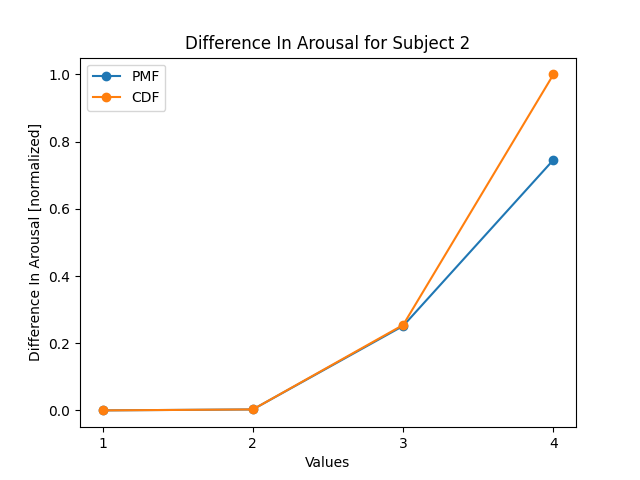 Difference In Arousal for Subject 2
PMF
CDF
1.0
0.8
0.6
0.4
0.2
0.0
Difference In Arousal [normalized]
1 2 3 4
Values